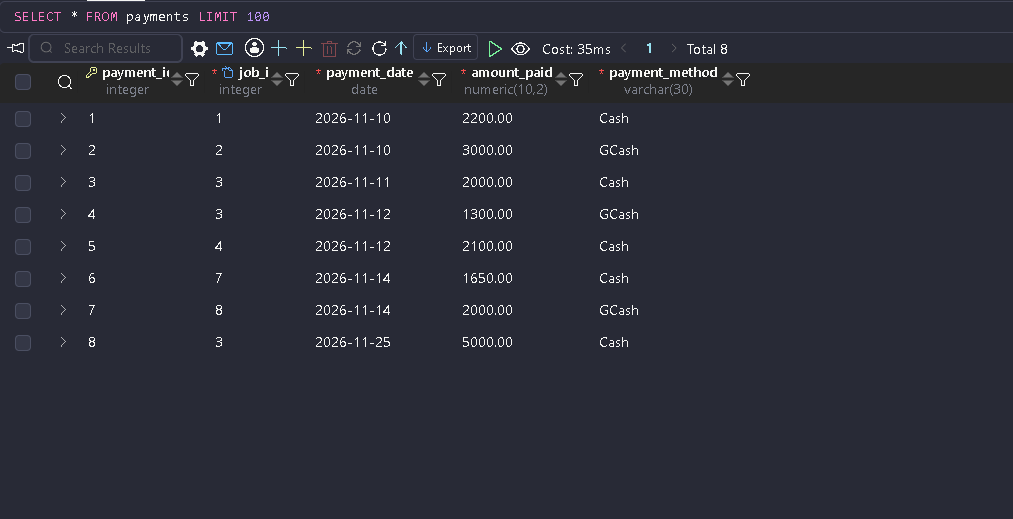 SELECT * FROM payments LIMIT 100
Search Results Export Cost: 35ms 1 Total 8
payment_i job_i payment_date amount_paid payment_method
integer integer date numeric(10,2) varchar(30)
1 1 2026-11-10 2200.00 Cash
2 2 2026-11-10 3000.00 GCash
3 3 2026-11-11 2000.00 Cash
4 3 2026-11-12 1300.00 GCash
5 4 2026-11-12 2100.00 Cash
6 7 2026-11-14 1650.00 Cash
7 8 2026-11-14 2000.00 GCash
8 3 2026-11-25 5000.00 Cash